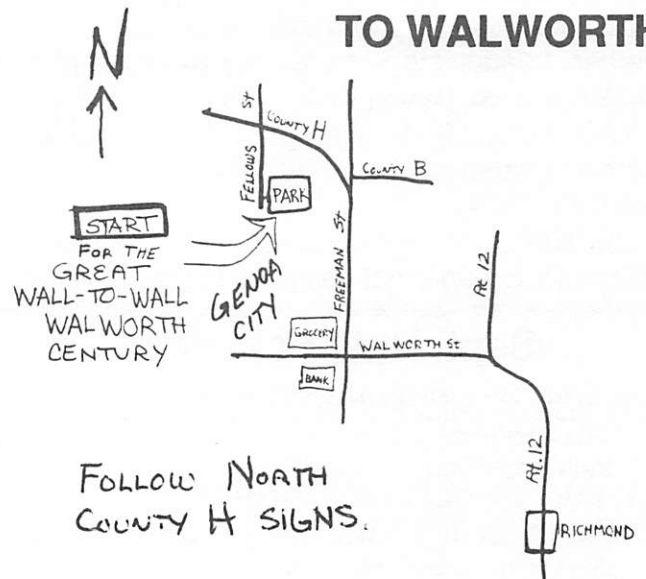 TO WALWORTH
N
FELLOWS St
COUNTY H
COUNTY B
PARK
START
FOR THE
GREAT
WALL-TO-WALL
WALWORTH
CENTURY
GENOA
CITY
FREEMAN St
Rt. 12
GROCERY
WALWORTH St
BANK
Rt. 12
FOLLOW NORTH
COUNTY H SIGNS.
RICHMOND